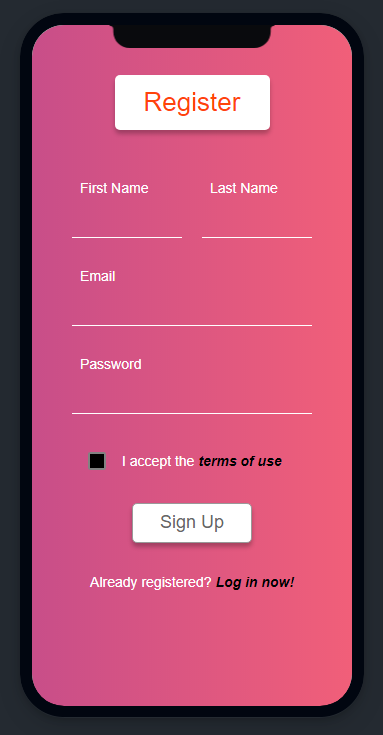 Register
First Name Last Name
Email
Password
I accept the terms of use
Sign Up
Already registered? Log in now!